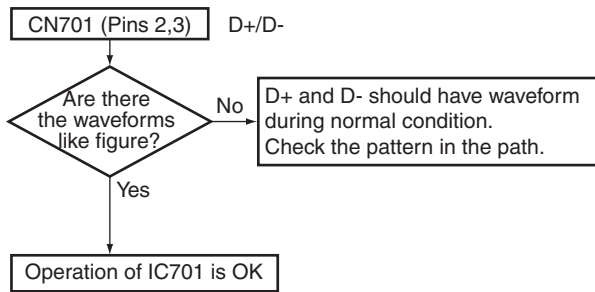 CN701 (Pins 2,3) D+/D-
Are there
the waveforms
like figure?
No
D+ and D- should have waveform
during normal condition.
Check the pattern in the path.
Yes
Operation of IC701 is OK